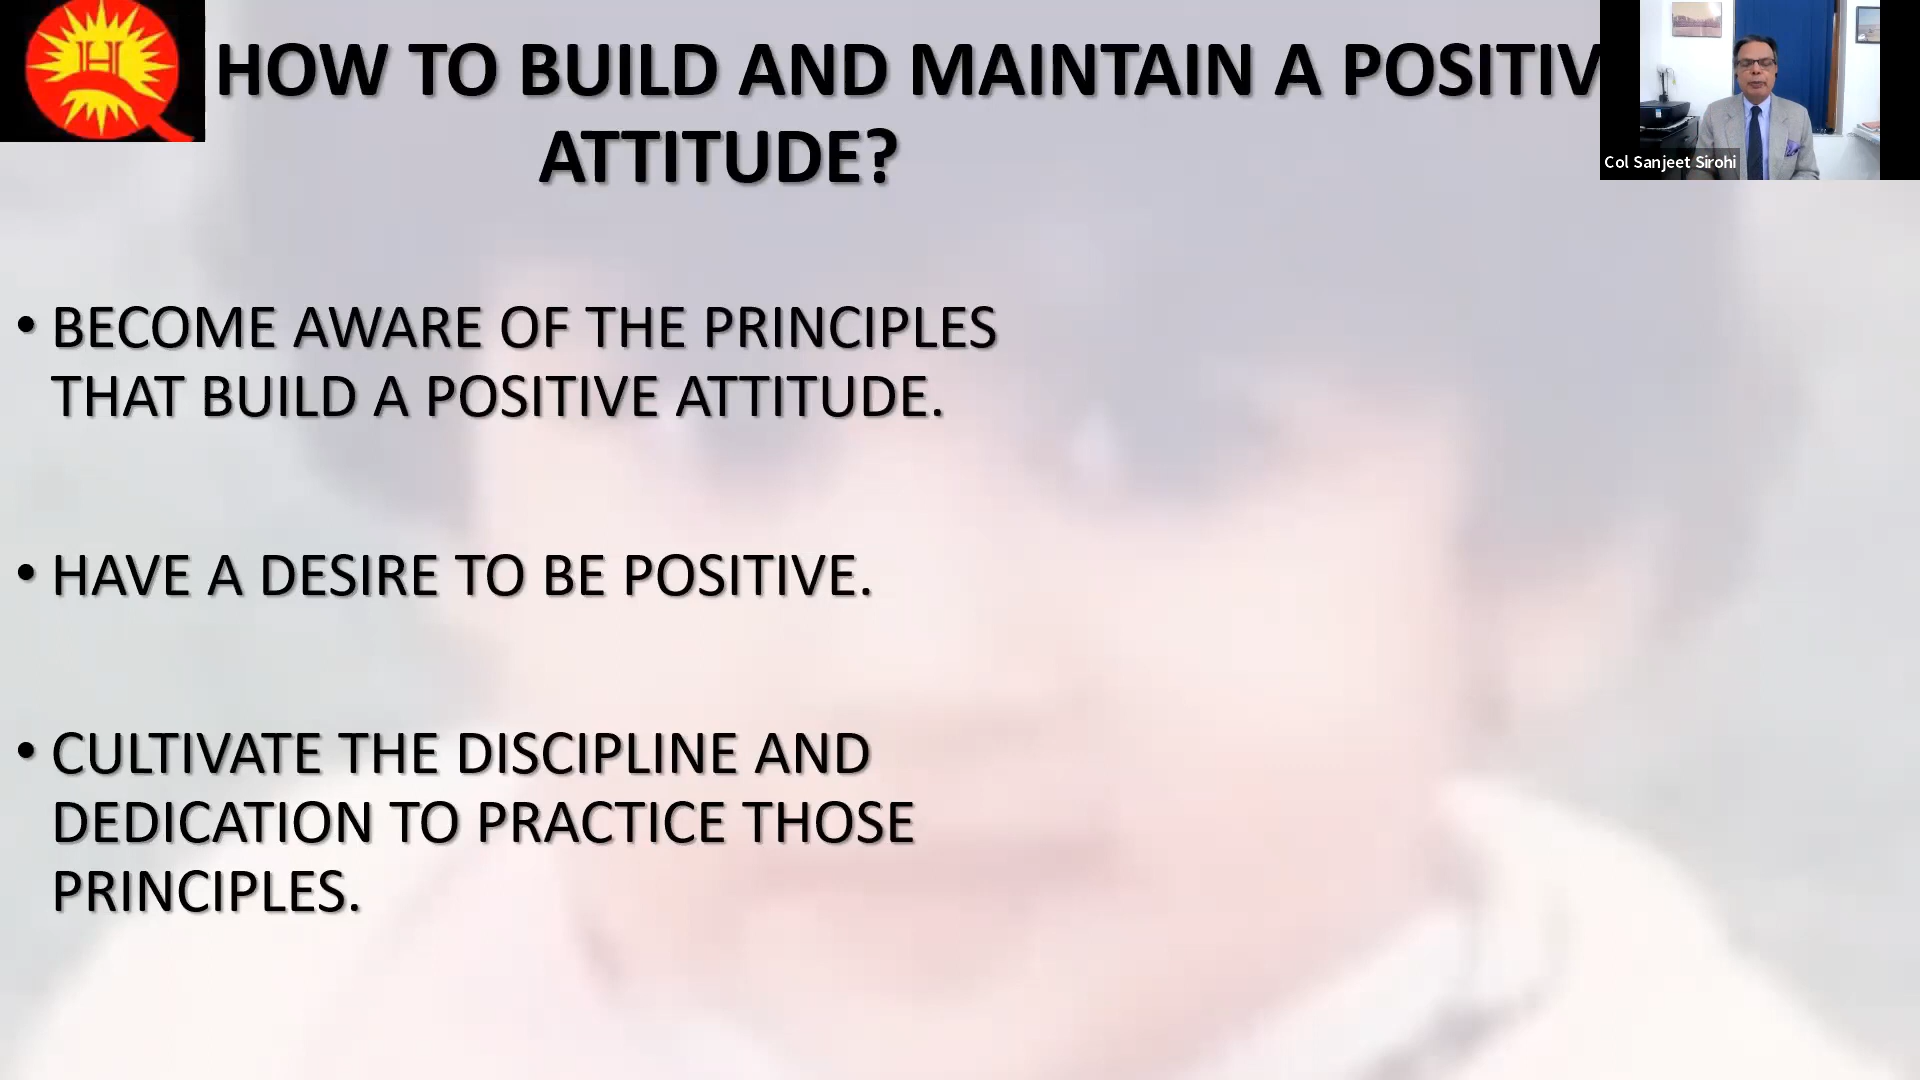 HOW TO BUILD AND MAINTAIN A POSITIV
ATTITUDE?
Col Sanjeet Sirohi
• BECOME AWARE OF THE PRINCIPLES
THAT BUILD A POSITIVE ATTITUDE.
• HAVE A DESIRE TO BE POSITIVE.
• CULTIVATE THE DISCIPLINE AND
DEDICATION TO PRACTICE THOSE
PRINCIPLES.